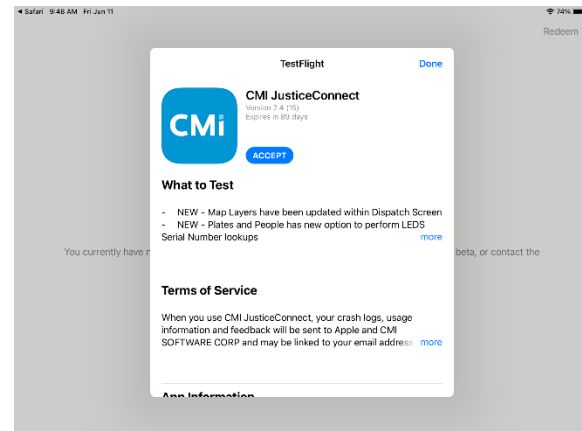 ◀ Safari 9:48 AM Fri Jun 11 74%
Redeem
TestFlight Done
CMi
CMI JusticeConnect
Version 2.4 (15)
Expires in 89 days
ACCEPT
What to Test
- NEW - Map Layers have been updated within Dispatch Screen
- NEW - Plates and People has new option to perform LEDS
Serial Number lookups more
You currently have beta, or contact the
Terms of Service
When you use CMI JusticeConnect, your crash logs, usage
information and feedback will be sent to Apple and CMI
SOFTWARE CORP and may be linked to your email address more
App Information